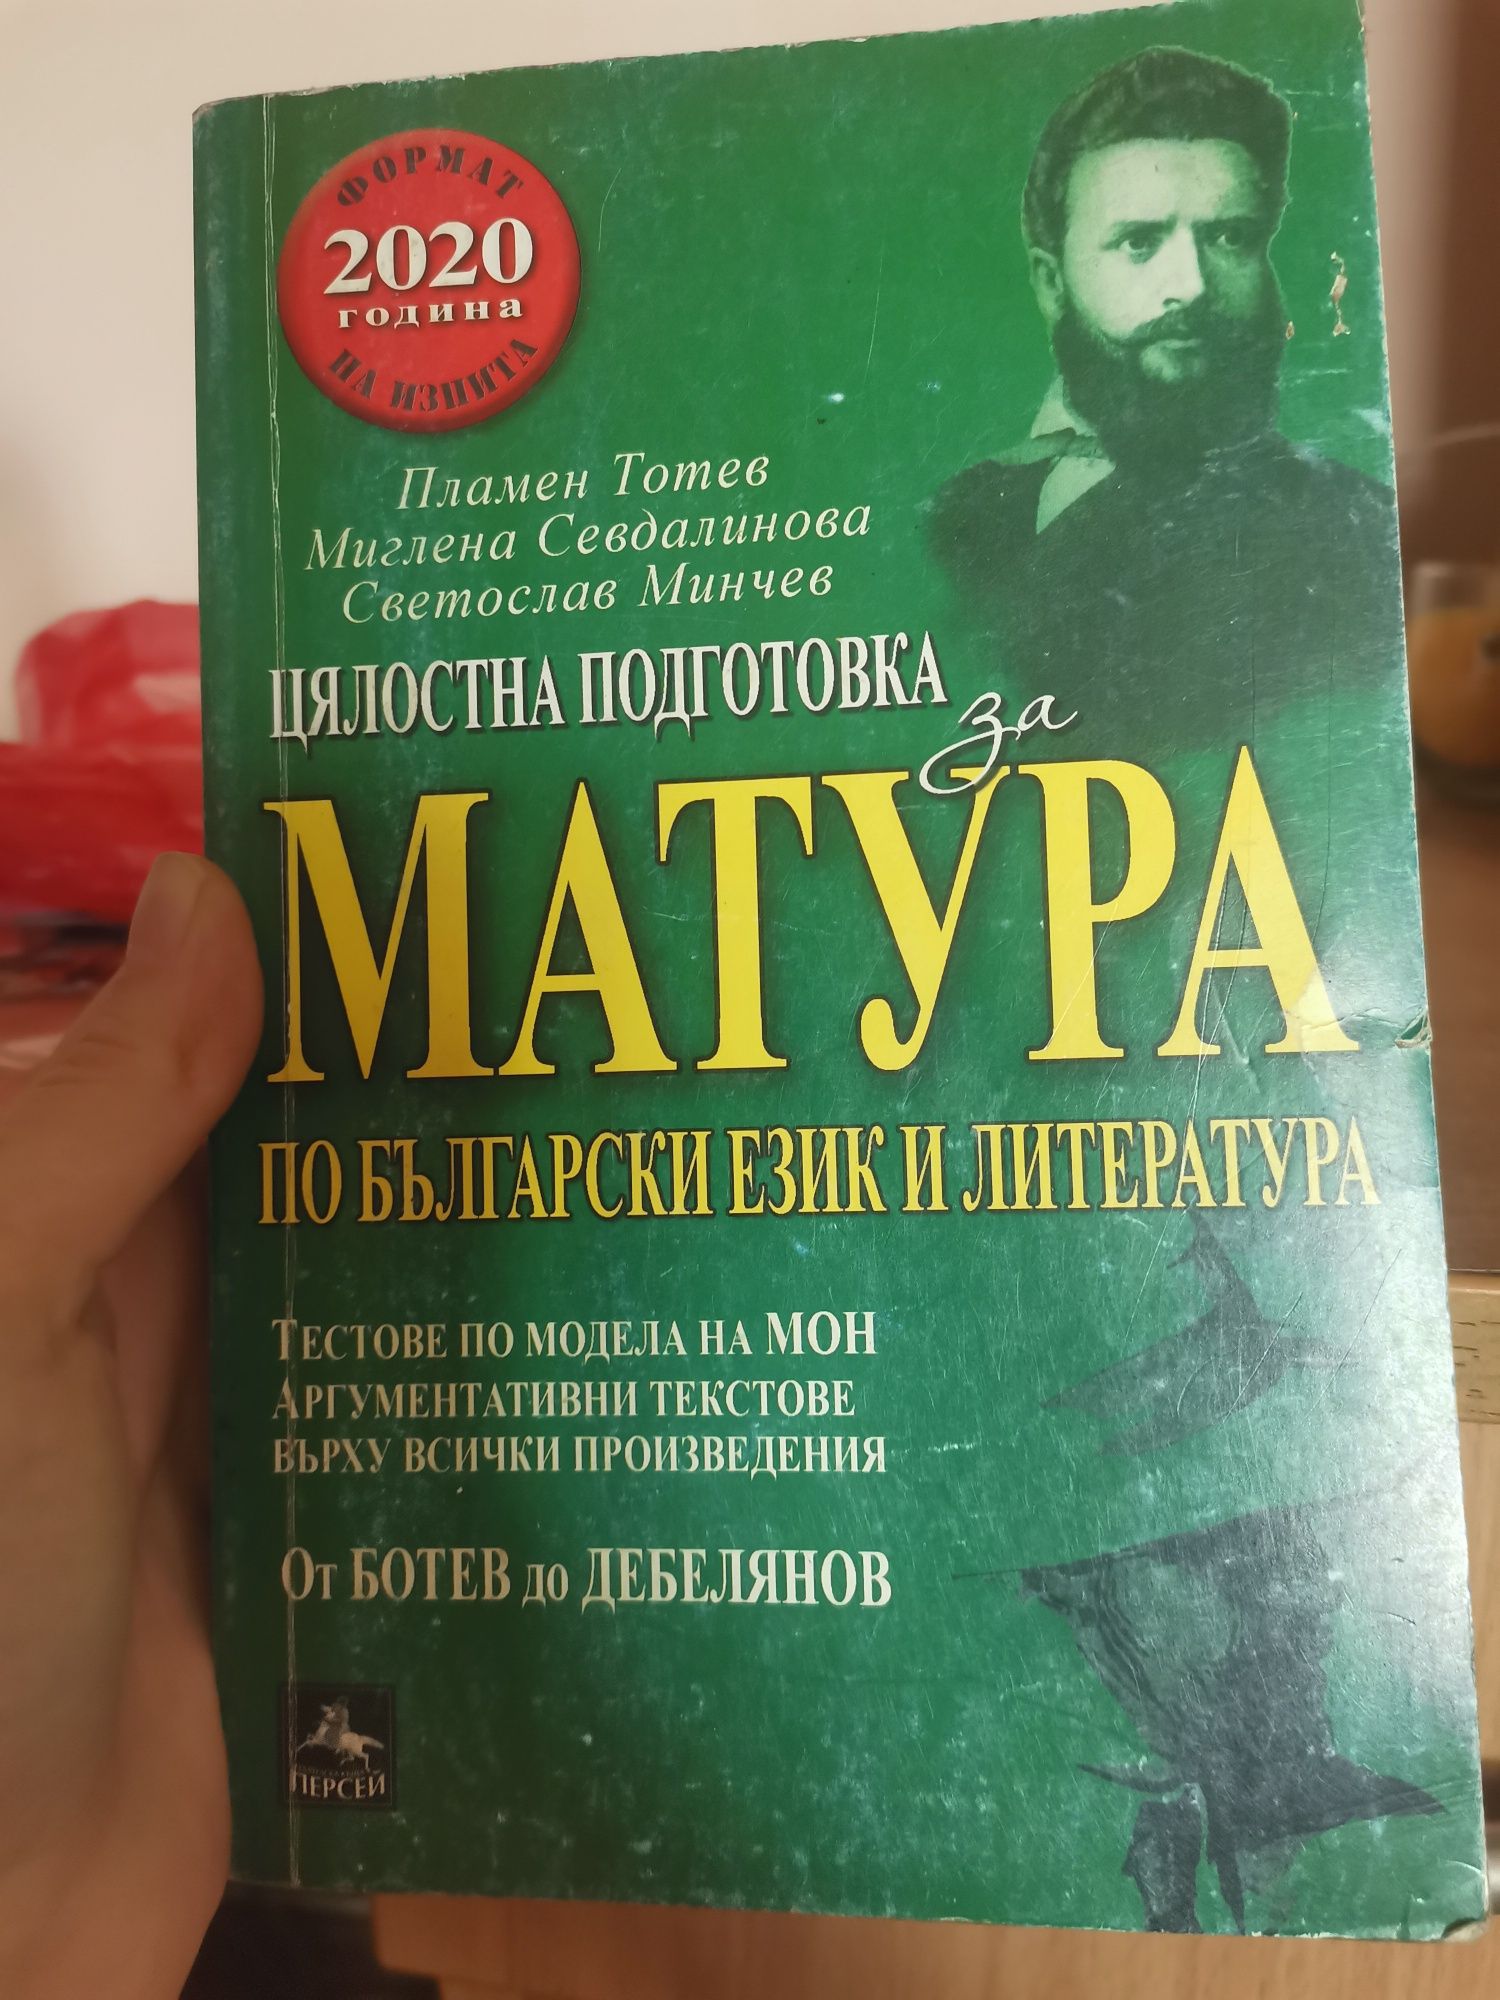 ФОРМАТ
2020
година
НА ИЗПИТА
Пламен Тотев
Миглена Севдалинова
Светослав Минчев
ЦЯЛОСТНА ПОДГОТОВКА
за
МАТУРА
ПО БЪЛГАРСКИ ЕЗИК И ЛИТЕРАТУРА
ТЕСТОВЕ ПО МОДЕЛА НА МОН
АРГУМЕНТАТИВНИ ТЕКСТОВЕ
ВЪРХУ ВСИЧКИ ПРОИЗВЕДЕНИЯ
ОТ БОТЕВ ДО ДЕБЕЛЯНОВ
ПЕРСЕЙ